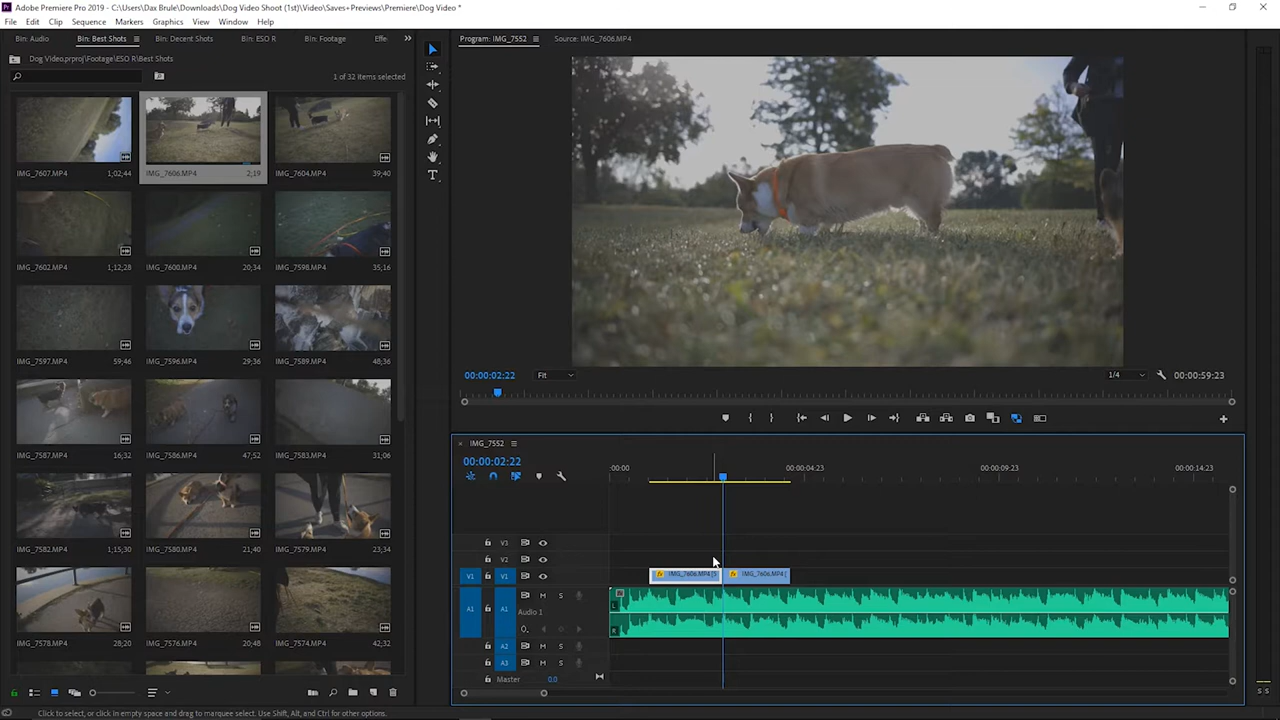 Adobe Premiere Pro 2019 - C:\Users\Dax Brule\Downloads\Dog Video Shoot (1st)\Video\Saves+Previews\Premiere\Dog Video *
File Edit Clip Sequence Markers Graphics View Window Help
Bin: Audio Bin: Best Shots Bin: Decent Shots Bin: ESO R Bin: Footage Effe
Program: IMG_7552 Source: IMG_7606.MP4
Dog Video.prproj\Footage\ESO R\Best Shots
1 of 32 items selected
IMG_7607.MP4 1;02;44 IMG_7606.MP4 2;19 IMG_7604.MP4 39;40
IMG_7602.MP4 1;12;28 IMG_7600.MP4 20;34 IMG_7598.MP4 35;16
IMG_7597.MP4 59;46 IMG_7596.MP4 29;36 IMG_7589.MP4 48;36
IMG_7587.MP4 16;32 IMG_7586.MP4 47;52 IMG_7583.MP4 31;06
IMG_7582.MP4 1;15;30 IMG_7580.MP4 21;40 IMG_7579.MP4 23;34
IMG_7578.MP4 28;20 IMG_7576.MP4 20;48 IMG_7574.MP4 42;32
00:00:02:22 Fit 1/4 00:00:59:23
IMG_7552
00:00:02:22
:00:00 00:00:04:23 00:00:09:23 00:00:14:23
V3
V2
V1 V1 fx IMG_7606.MP4 [ fx IMG_7606.MP4 [
A1 A1 M S
Audio 1
L
R
A2 M S
A3 M S
Master 0.0
S S
Click to select, or click in empty space and drag to marquee select. Use Shift, Alt, and Ctrl for other options.